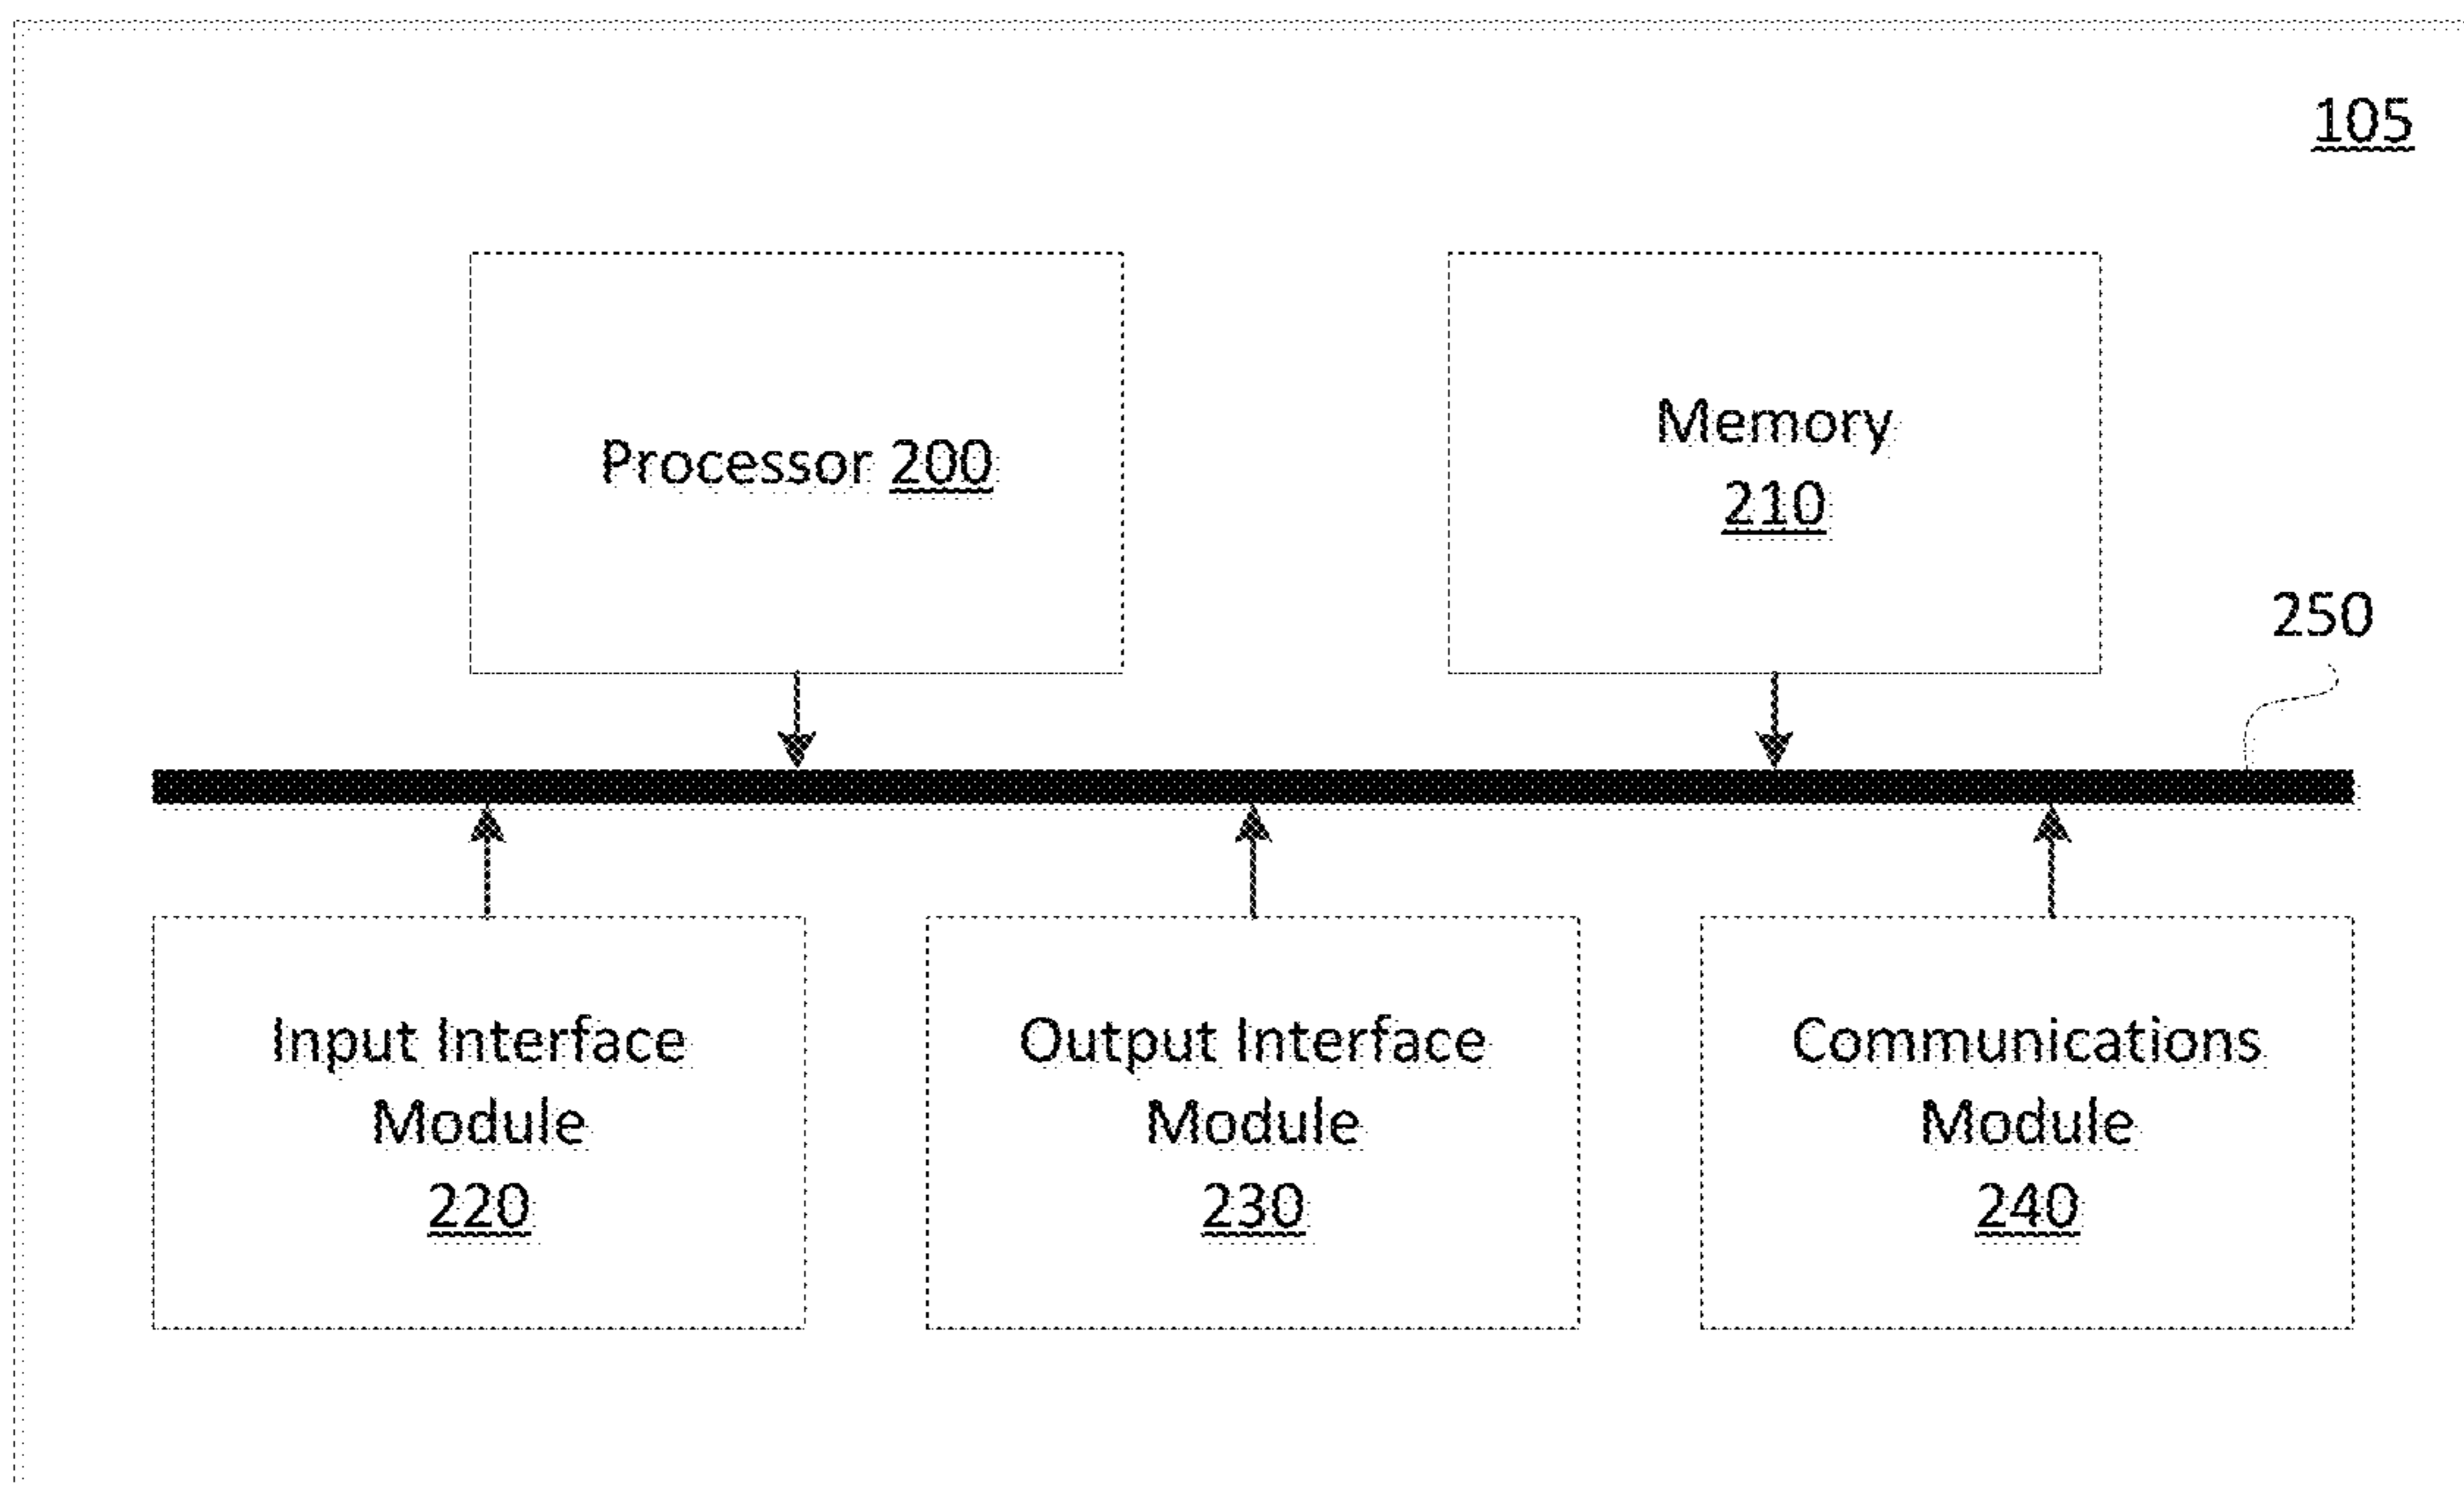 105
Processor 200
Memory
210
250
Input Interface
Module
220
Output Interface
Module
230
Communications
Module
240